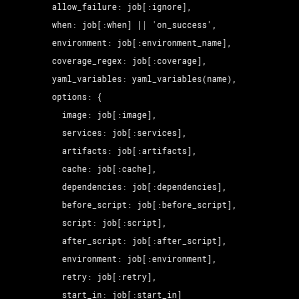 allow_failure: job[:ignore],
when: job[:when] || 'on_success',
environment: job[:environment_name],
coverage_regex: job[:coverage],
yaml_variables: yaml_variables(name),
options: {
image: job[:image],
services: job[:services],
artifacts: job[:artifacts],
cache: job[:cache],
dependencies: job[:dependencies],
before_script: job[:before_script],
script: job[:script],
after_script: job[:after_script],
environment: job[:environment],
retry: job[:retry],
start_in: job[:start_in]